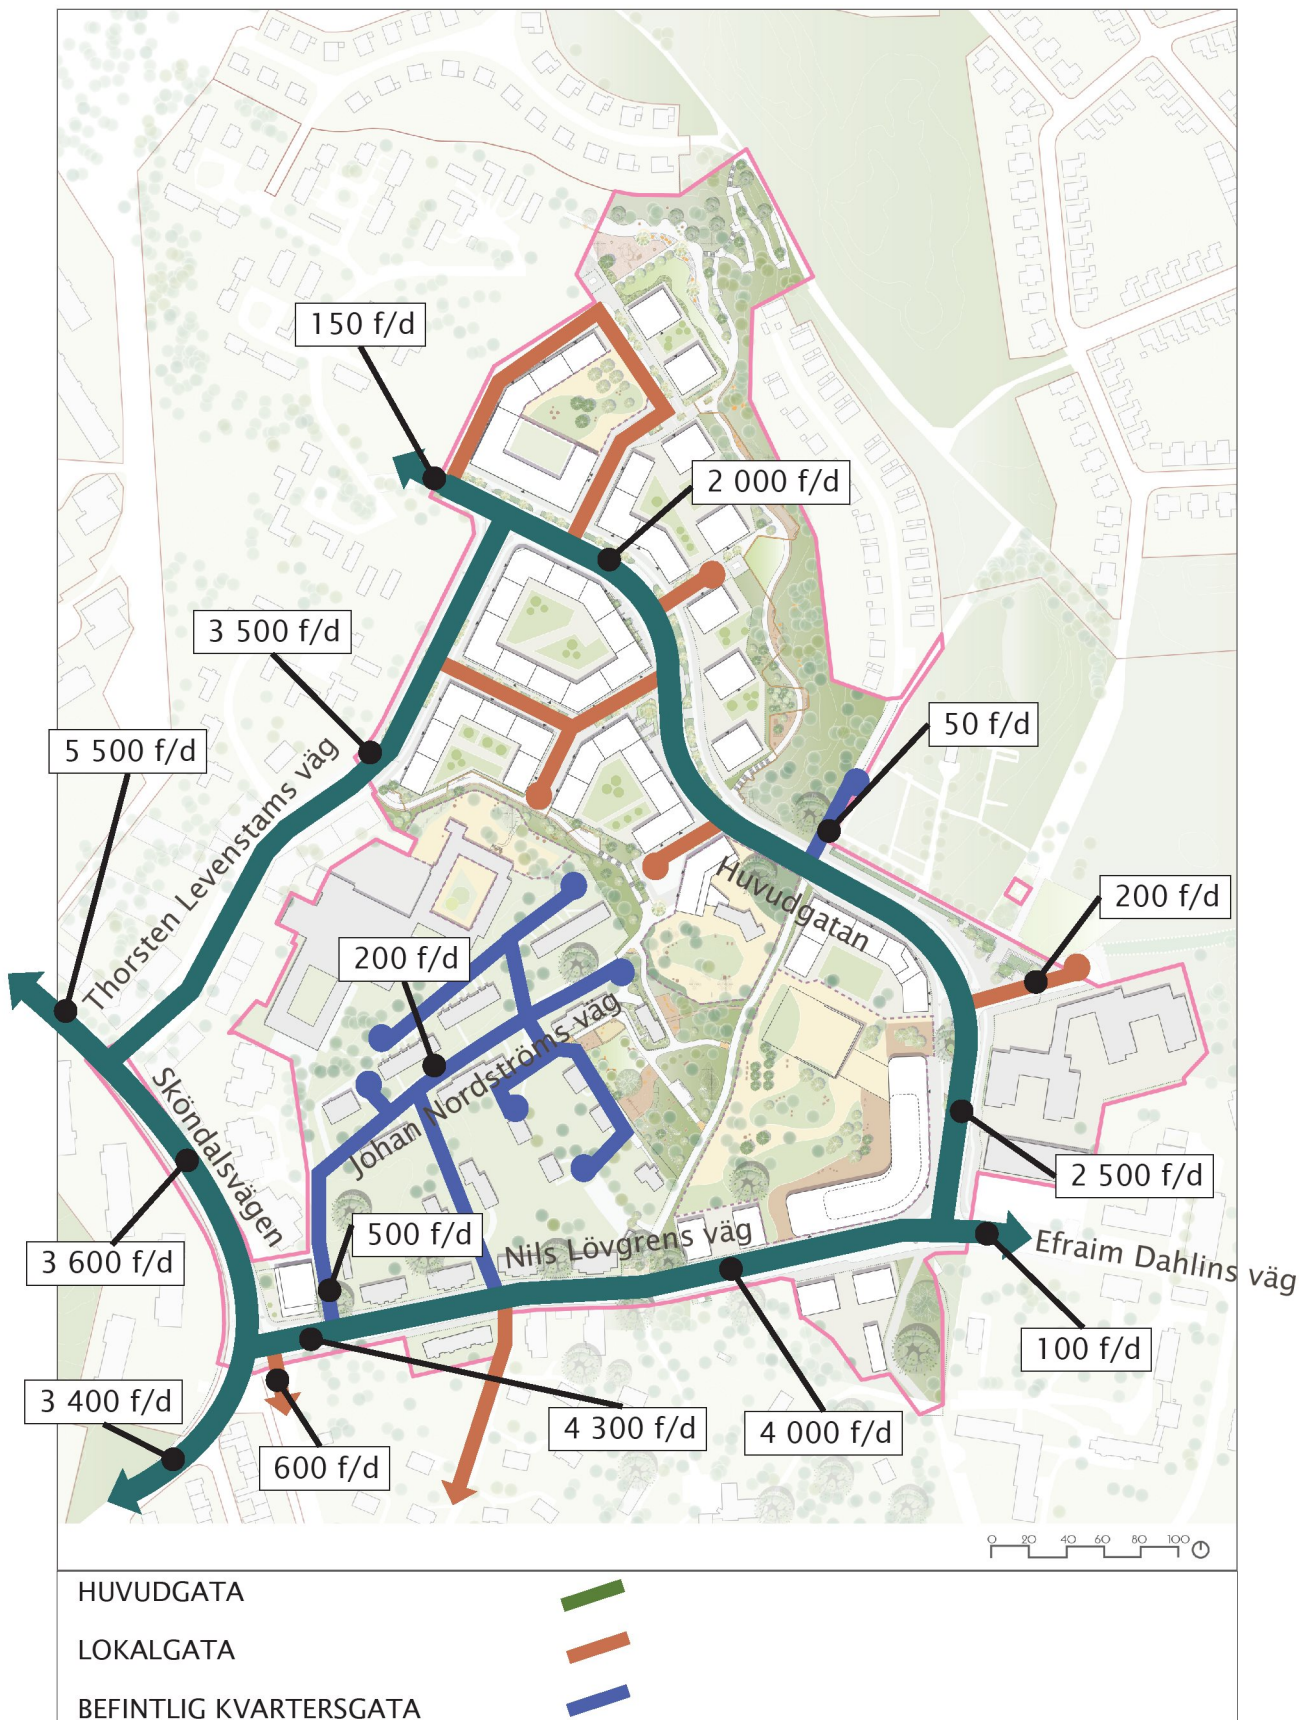 150 f/d
2 000 f/d
3 500 f/d
5 500 f/d
50 f/d
Thorsten Levenstams väg
Huvudgatan
200 f/d
200 f/d
Johan Nordströms väg
Sköndalsvägen
2 500 f/d
3 600 f/d
500 f/d
Nils Lövgrens väg
Efraim Dahlins väg
100 f/d
3 400 f/d
4 300 f/d
4 000 f/d
600 f/d
0 20 40 60 80 100
HUVUDGATA
LOKALGATA
BEFINTLIG KVARTERSGATA